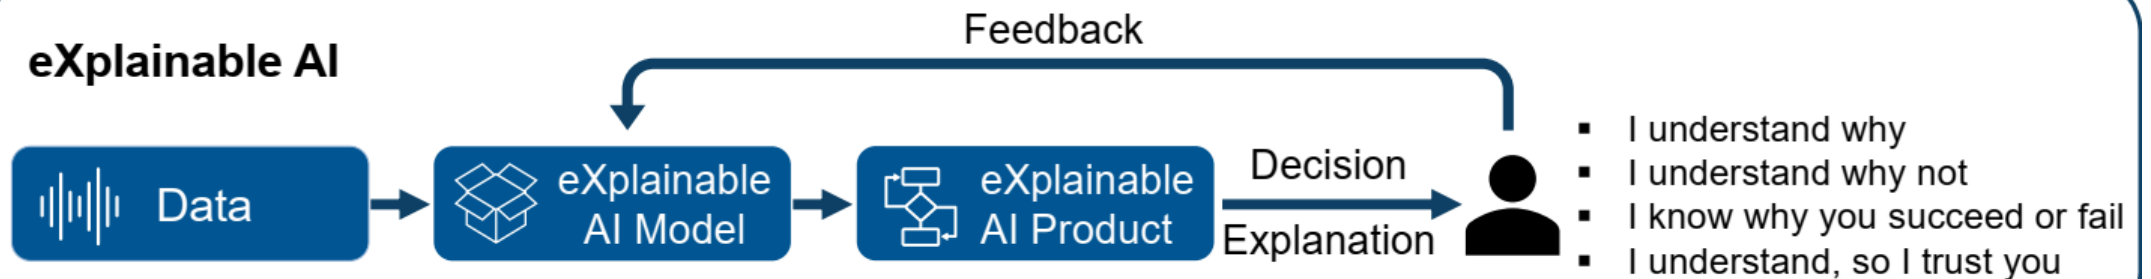 Feedback
eXplainable AI
Data
eXplainable
AI Model
eXplainable
AI Product
Decision
Explanation
▪ I understand why
▪ I understand why not
▪ I know why you succeed or fail
▪ I understand, so I trust you